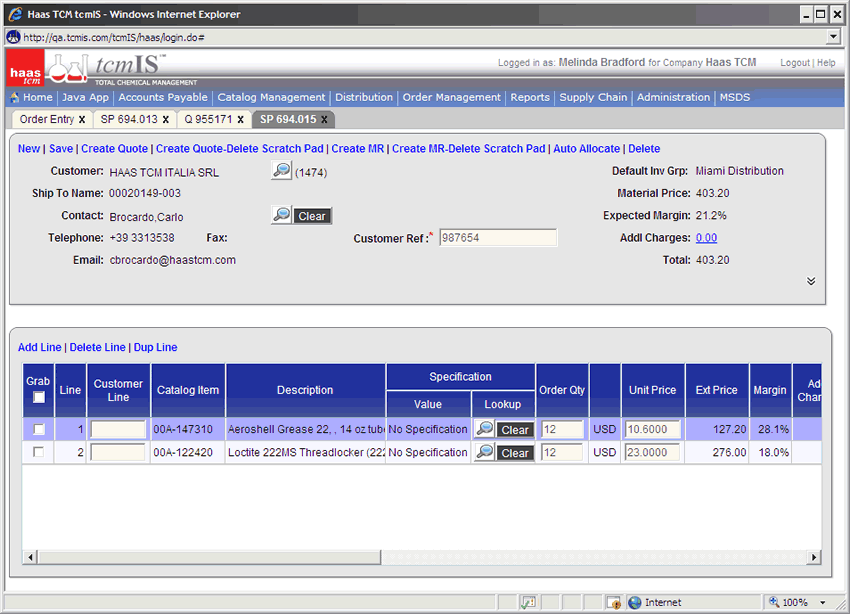 Haas TCM tcmIS - Windows Internet Explorer
http://qa.tcmis.com/tcmIS/haas/login.do#
haas tcm
tcmIS™
TOTAL CHEMICAL MANAGEMENT
Logged in as: Melinda Bradford for Company Haas TCM Logout | Help
Home | Java App | Accounts Payable | Catalog Management | Distribution | Order Management | Reports | Supply Chain | Administration | MSDS
Order Entry x SP 694.013 x Q 955171 x SP 694.015 x
New | Save | Create Quote | Create Quote-Delete Scratch Pad | Create MR | Create MR-Delete Scratch Pad | Auto Allocate | Delete
Customer: HAAS TCM ITALIA SRL (1474) Default Inv Grp: Miami Distribution
Ship To Name: 00020149-003 Material Price: 403.20
Contact: Brocardo,Carlo Clear Expected Margin: 21.2%
Telephone: +39 3313538 Fax: Customer Ref :* 987654 Addl Charges: 0.00
Email: cbrocardo@haastcm.com Total: 403.20
Add Line | Delete Line | Dup Line
Grab Line Customer Line Catalog Item Description Specification Value Lookup Order Qty Unit Price Ext Price Margin Ad Char
1 00A-147310 Aeroshell Grease 22, , 14 oz tube No Specification Clear 12 USD 10.6000 127.20 28.1%
2 00A-122420 Loctite 222MS Threadlocker (222 No Specification Clear 12 USD 23.0000 276.00 18.0%
Internet 100%